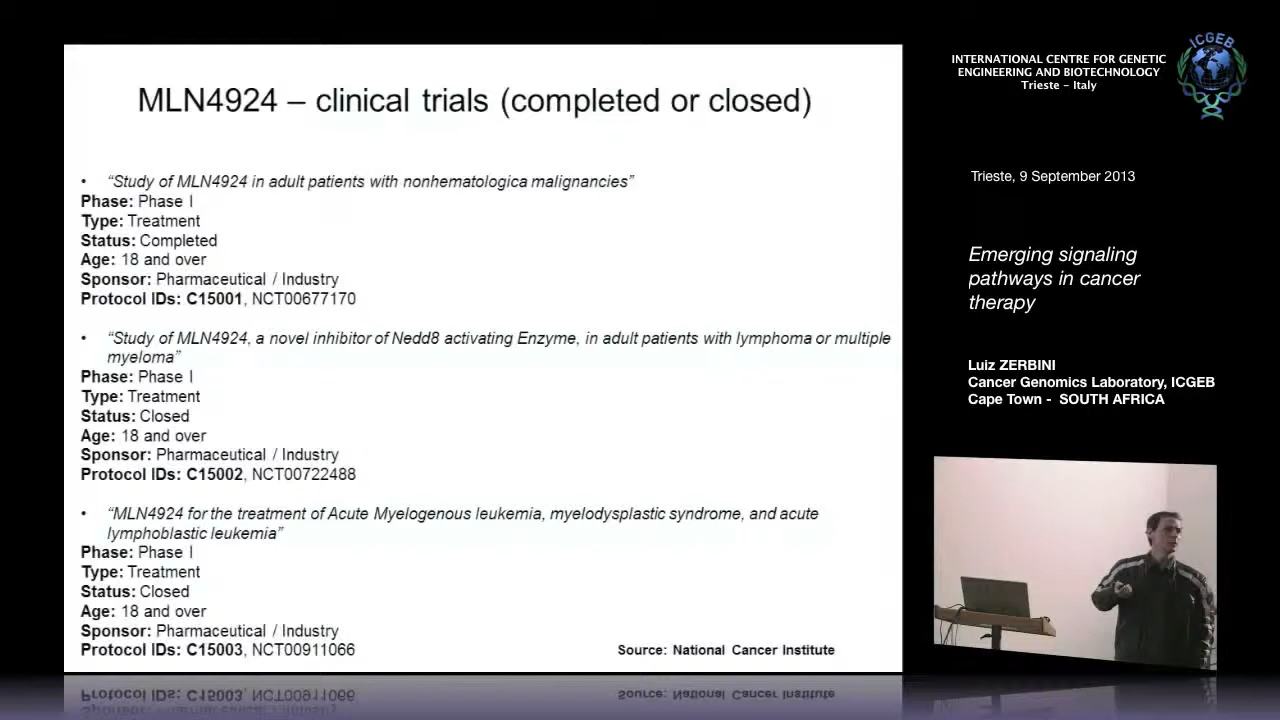 MLN4924 – clinical trials (completed or closed)
• “Study of MLN4924 in adult patients with nonhematologica malignancies”
Phase: Phase I
Type: Treatment
Status: Completed
Age: 18 and over
Sponsor: Pharmaceutical / Industry
Protocol IDs: C15001, NCT00677170
• “Study of MLN4924, a novel inhibitor of Nedd8 activating Enzyme, in adult patients with lymphoma or multiple
myeloma”
Phase: Phase I
Type: Treatment
Status: Closed
Age: 18 and over
Sponsor: Pharmaceutical / Industry
Protocol IDs: C15002, NCT00722488
• “MLN4924 for the treatment of Acute Myelogenous leukemia, myelodysplastic syndrome, and acute
lymphoblastic leukemia”
Phase: Phase I
Type: Treatment
Status: Closed
Age: 18 and over
Sponsor: Pharmaceutical / Industry
Protocol IDs: C15003, NCT00911066
Source: National Cancer Institute
INTERNATIONAL CENTRE FOR GENETIC
ENGINEERING AND BIOTECHNOLOGY
Trieste - Italy
ICGEB
Trieste, 9 September 2013
Emerging signaling
pathways in cancer
therapy
Luiz ZERBINI
Cancer Genomics Laboratory, ICGEB
Cape Town - SOUTH AFRICA